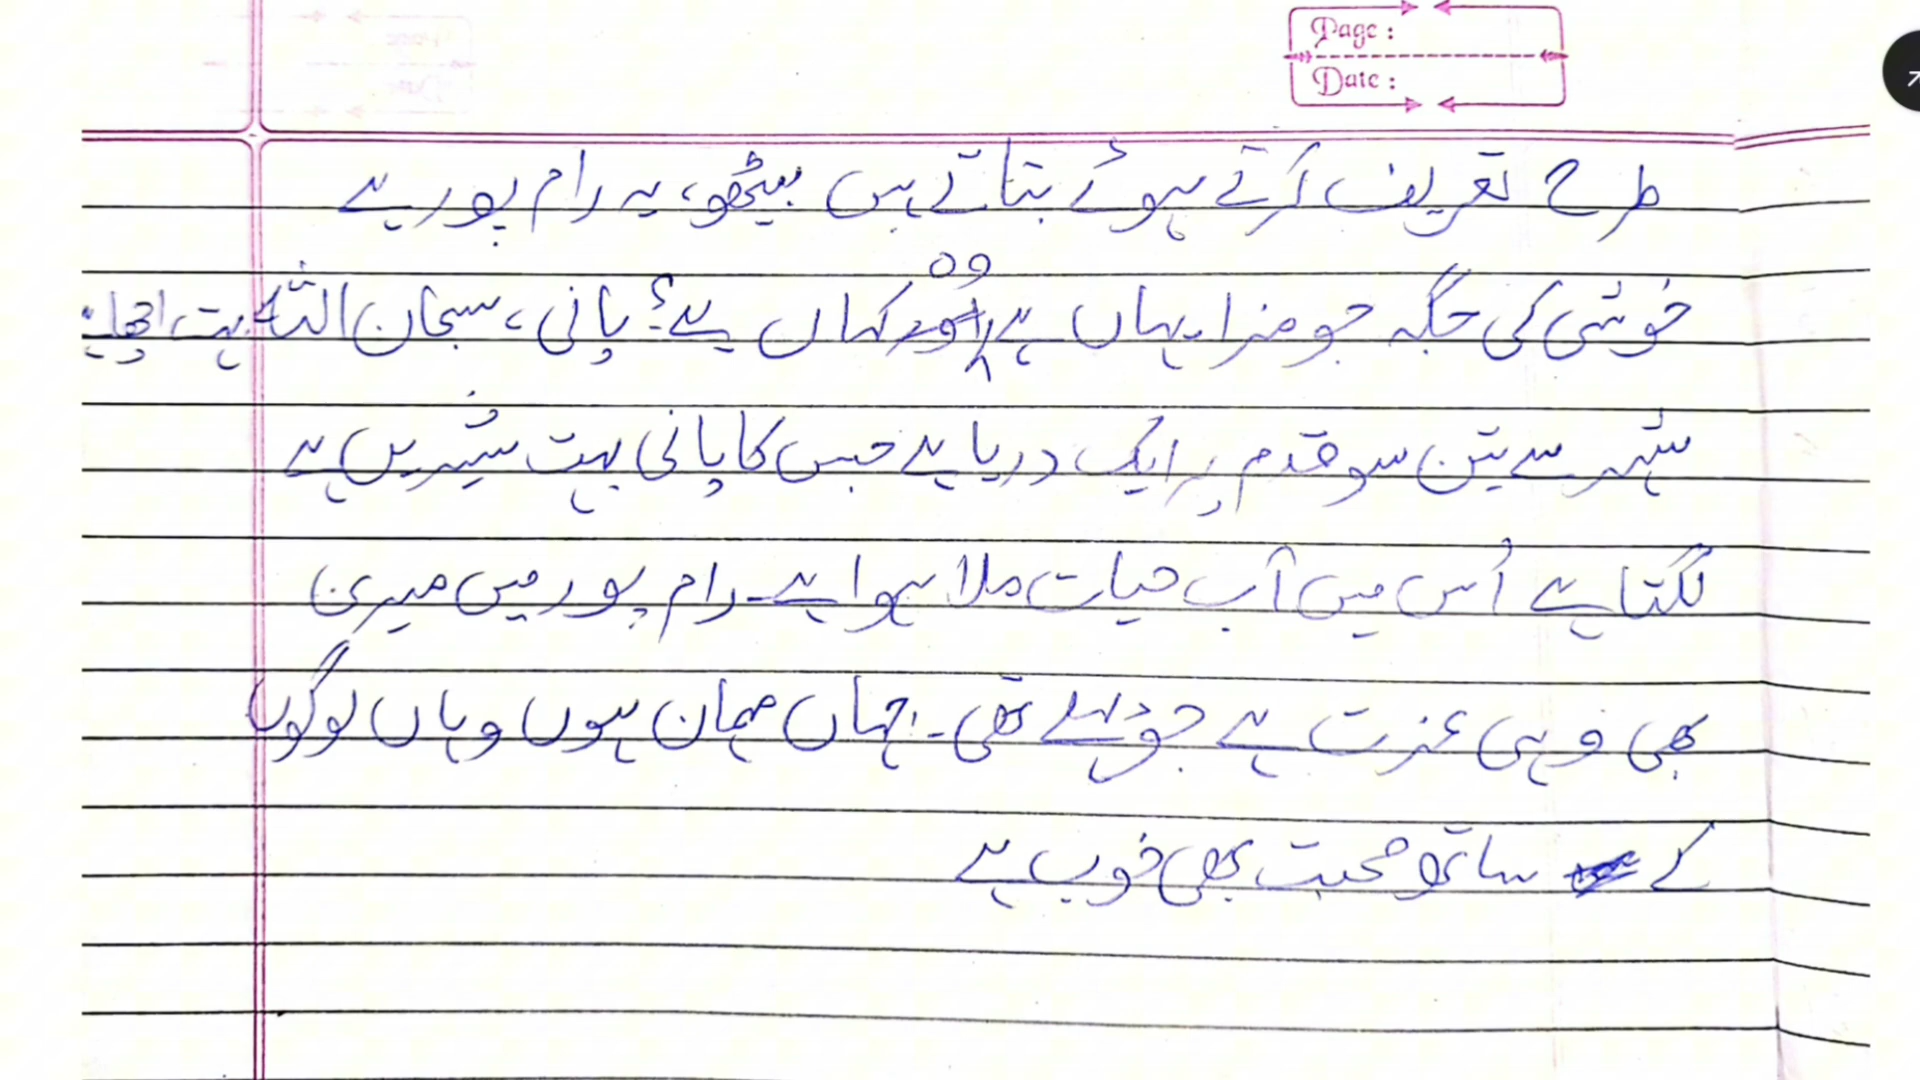 Page :
Date :
طرح تعریف کرتے ہوئے بتاتے ہیں بیٹھو، یہ رام پور ہے
خوشی کی جگہ جو مزا یہاں ہے وہ اور کہاں ہے؟ پانی، سبحان اللہ بہت اچھا ہے
شہر سے تین سو قدم پر ایک دریا ہے جس کا پانی بہت شیریں ہے
لگتا ہے اُس میں آب حیات ملا ہوا ہے۔ رام پور میں میری
بھی وہی عزت ہے جو پہلے تھی۔ جہاں مہمان ہوں وہاں لوگوں
کے ساتھ محبت بھی خوب ہے